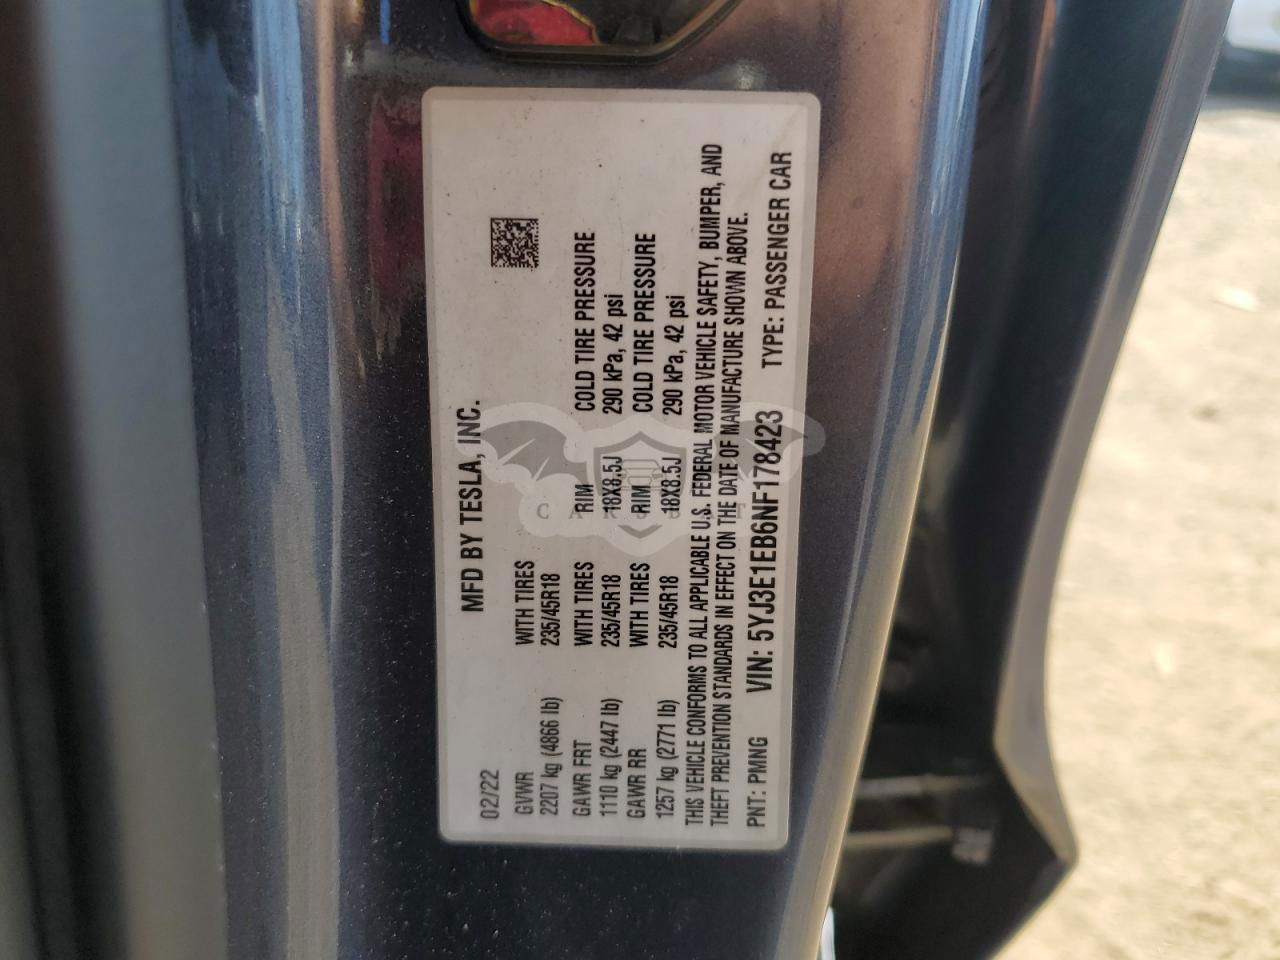 MFD BY TESLA, INC.
02/22
GVWR WITH TIRES
2207 kg (4866 lb) 235/45R18
GAWR FRT WITH TIRES RIM COLD TIRE PRESSURE
1110 kg (2447 lb) 235/45R18 18X8.5J 290 kPa, 42 psi
GAWR RR WITH TIRES RIM COLD TIRE PRESSURE
1257 kg (2771 lb) 235/45R18 18X8.5J 290 kPa, 42 psi
THIS VEHICLE CONFORMS TO ALL APPLICABLE U.S. FEDERAL MOTOR VEHICLE SAFETY, BUMPER, AND
THEFT PREVENTION STANDARDS IN EFFECT ON THE DATE OF MANUFACTURE SHOWN ABOVE.
PNT: PMNG VIN: 5YJ3E1EB6NF178423 TYPE: PASSENGER CAR